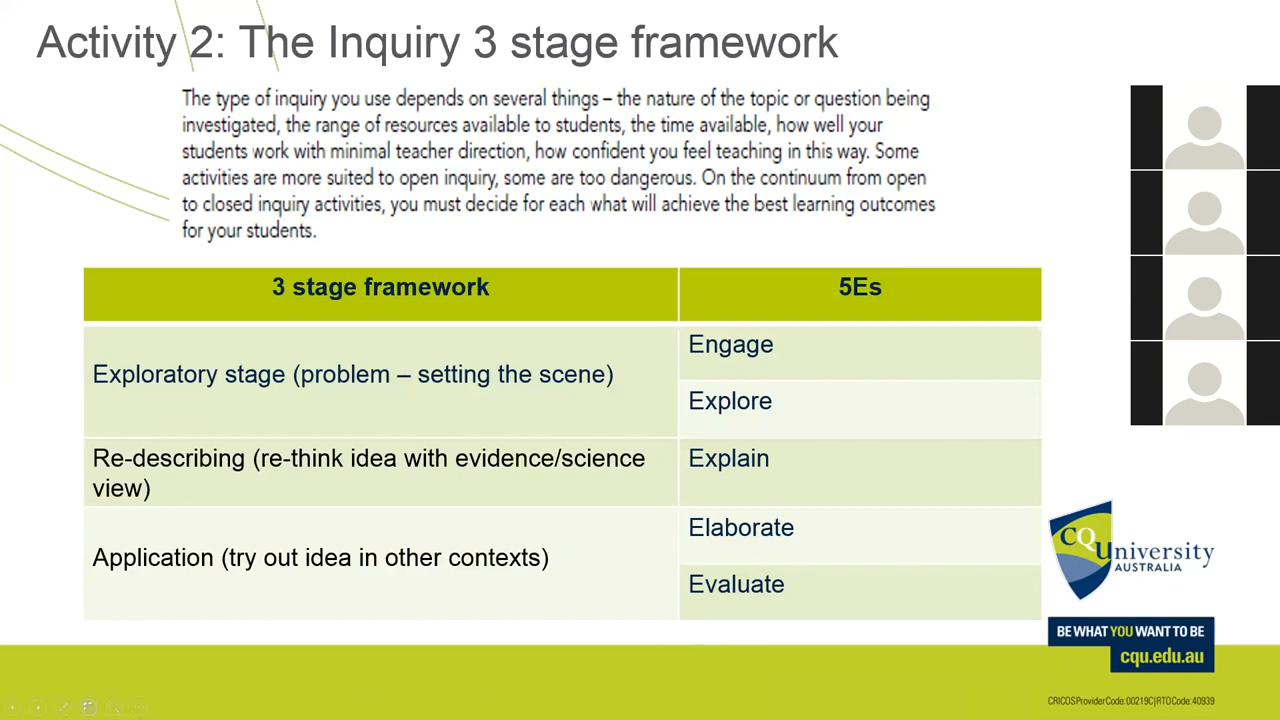 Activity 2: The Inquiry 3 stage framework
The type of inquiry you use depends on several things – the nature of the topic or question being
investigated, the range of resources available to students, the time available, how well your
students work with minimal teacher direction, how confident you feel teaching in this way. Some
activities are more suited to open inquiry, some are too dangerous. On the continuum from open
to closed inquiry activities, you must decide for each what will achieve the best learning outcomes
for your students.
3 stage framework
5Es
Exploratory stage (problem – setting the scene)
Engage
Explore
Re-describing (re-think idea with evidence/science
view)
Explain
Application (try out idea in other contexts)
Elaborate
Evaluate
CQUniversity
AUSTRALIA
BE WHAT YOU WANT TO BE
cqu.edu.au
CRICOS Provider Code: 00219C | RTO Code: 40939